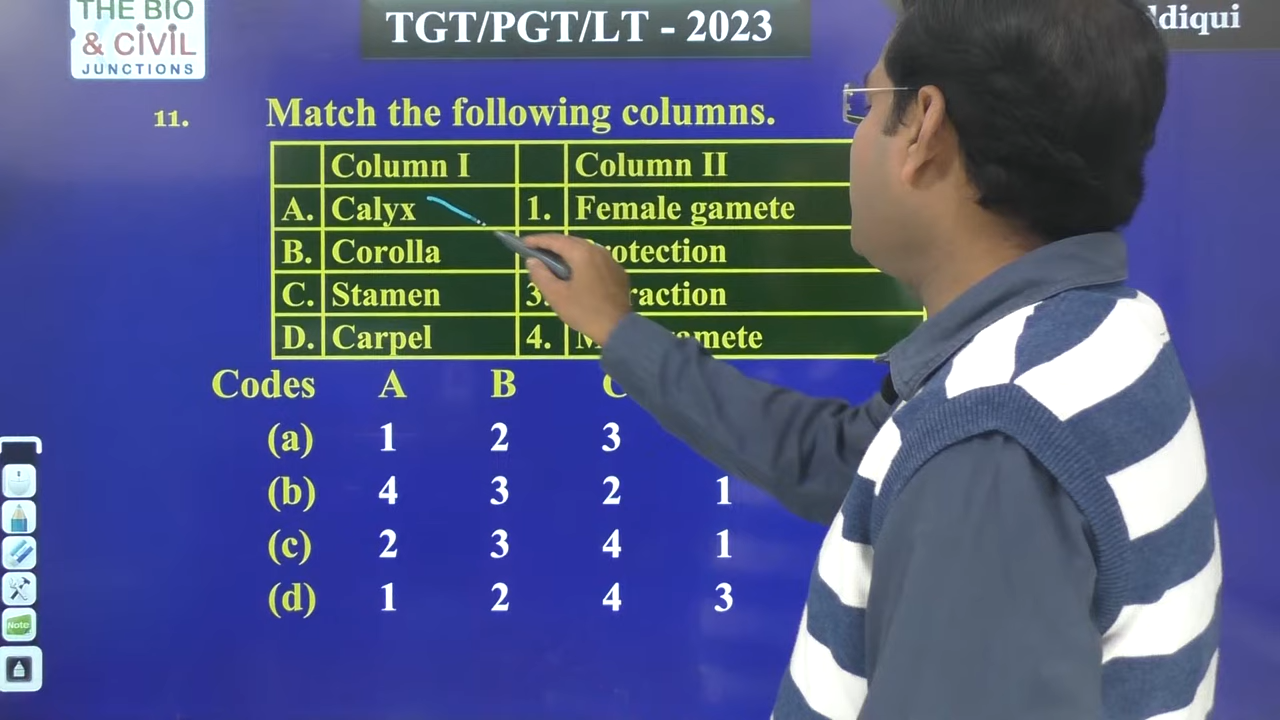 THE BIO
& CIVIL
JUNCTIONS
TGT/PGT/LT - 2023
ddiqui
11. Match the following columns.
Column I Column II
A. Calyx 1. Female gamete
B. Corolla otection
C. Stamen 3. raction
D. Carpel 4. M amete
Codes A B C
(a) 1 2 3
(b) 4 3 2 1
(c) 2 3 4 1
(d) 1 2 4 3
Note